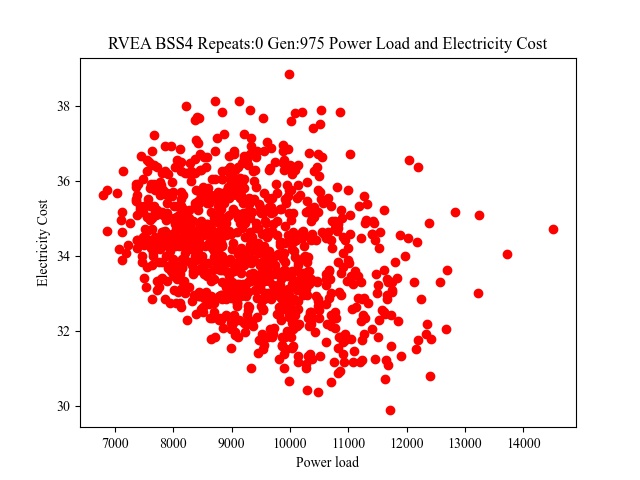 RVEA BSS4 Repeats:0 Gen:975 Power Load and Electricity Cost
38
36
34
32
30
Electricity Cost
7000 8000 9000 10000 11000 12000 13000 14000
Power load